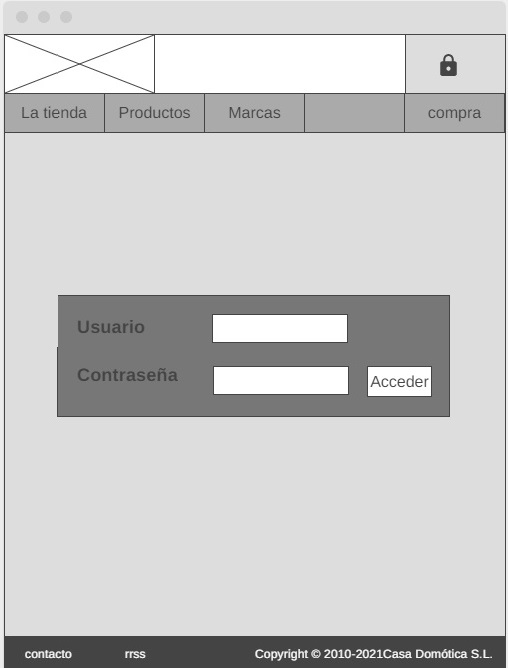 La tienda Productos Marcas compra
Usuario
Contraseña
Acceder
contacto rrss Copyright © 2010-2021Casa Domótica S.L.